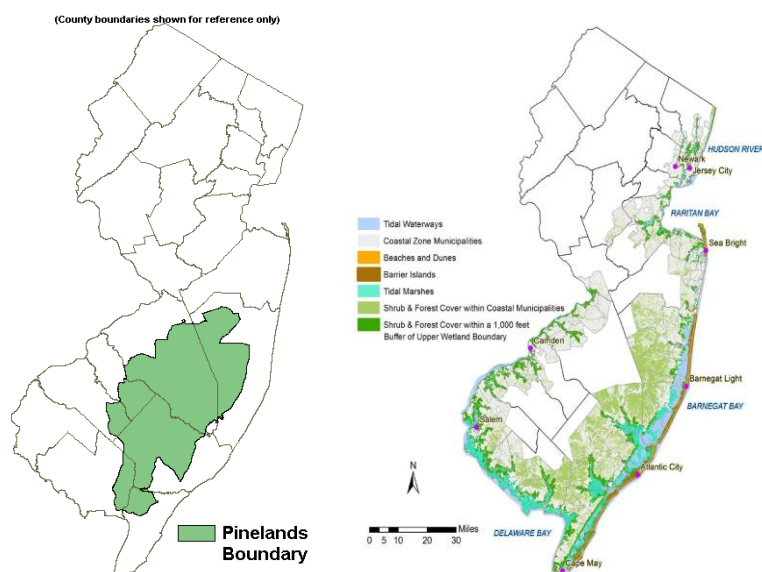 (County boundaries shown for reference only)
Pinelands
Boundary
HUDSON RIVER
Newark
Jersey City
RARITAN BAY
Sea Bright
Tidal Waterways
Coastal Zone Municipalities
Beaches and Dunes
Barrier Islands
Tidal Marshes
Shrub & Forest Cover within Coastal Municipalities
Shrub & Forest Cover within a 1,000 feet
Buffer of Upper Wetland Boundary
Camden
Barnegat Light
BARNEGAT BAY
Salem
Atlantic City
N
Miles
0 5 10 20 30
DELAWARE BAY
Cape May